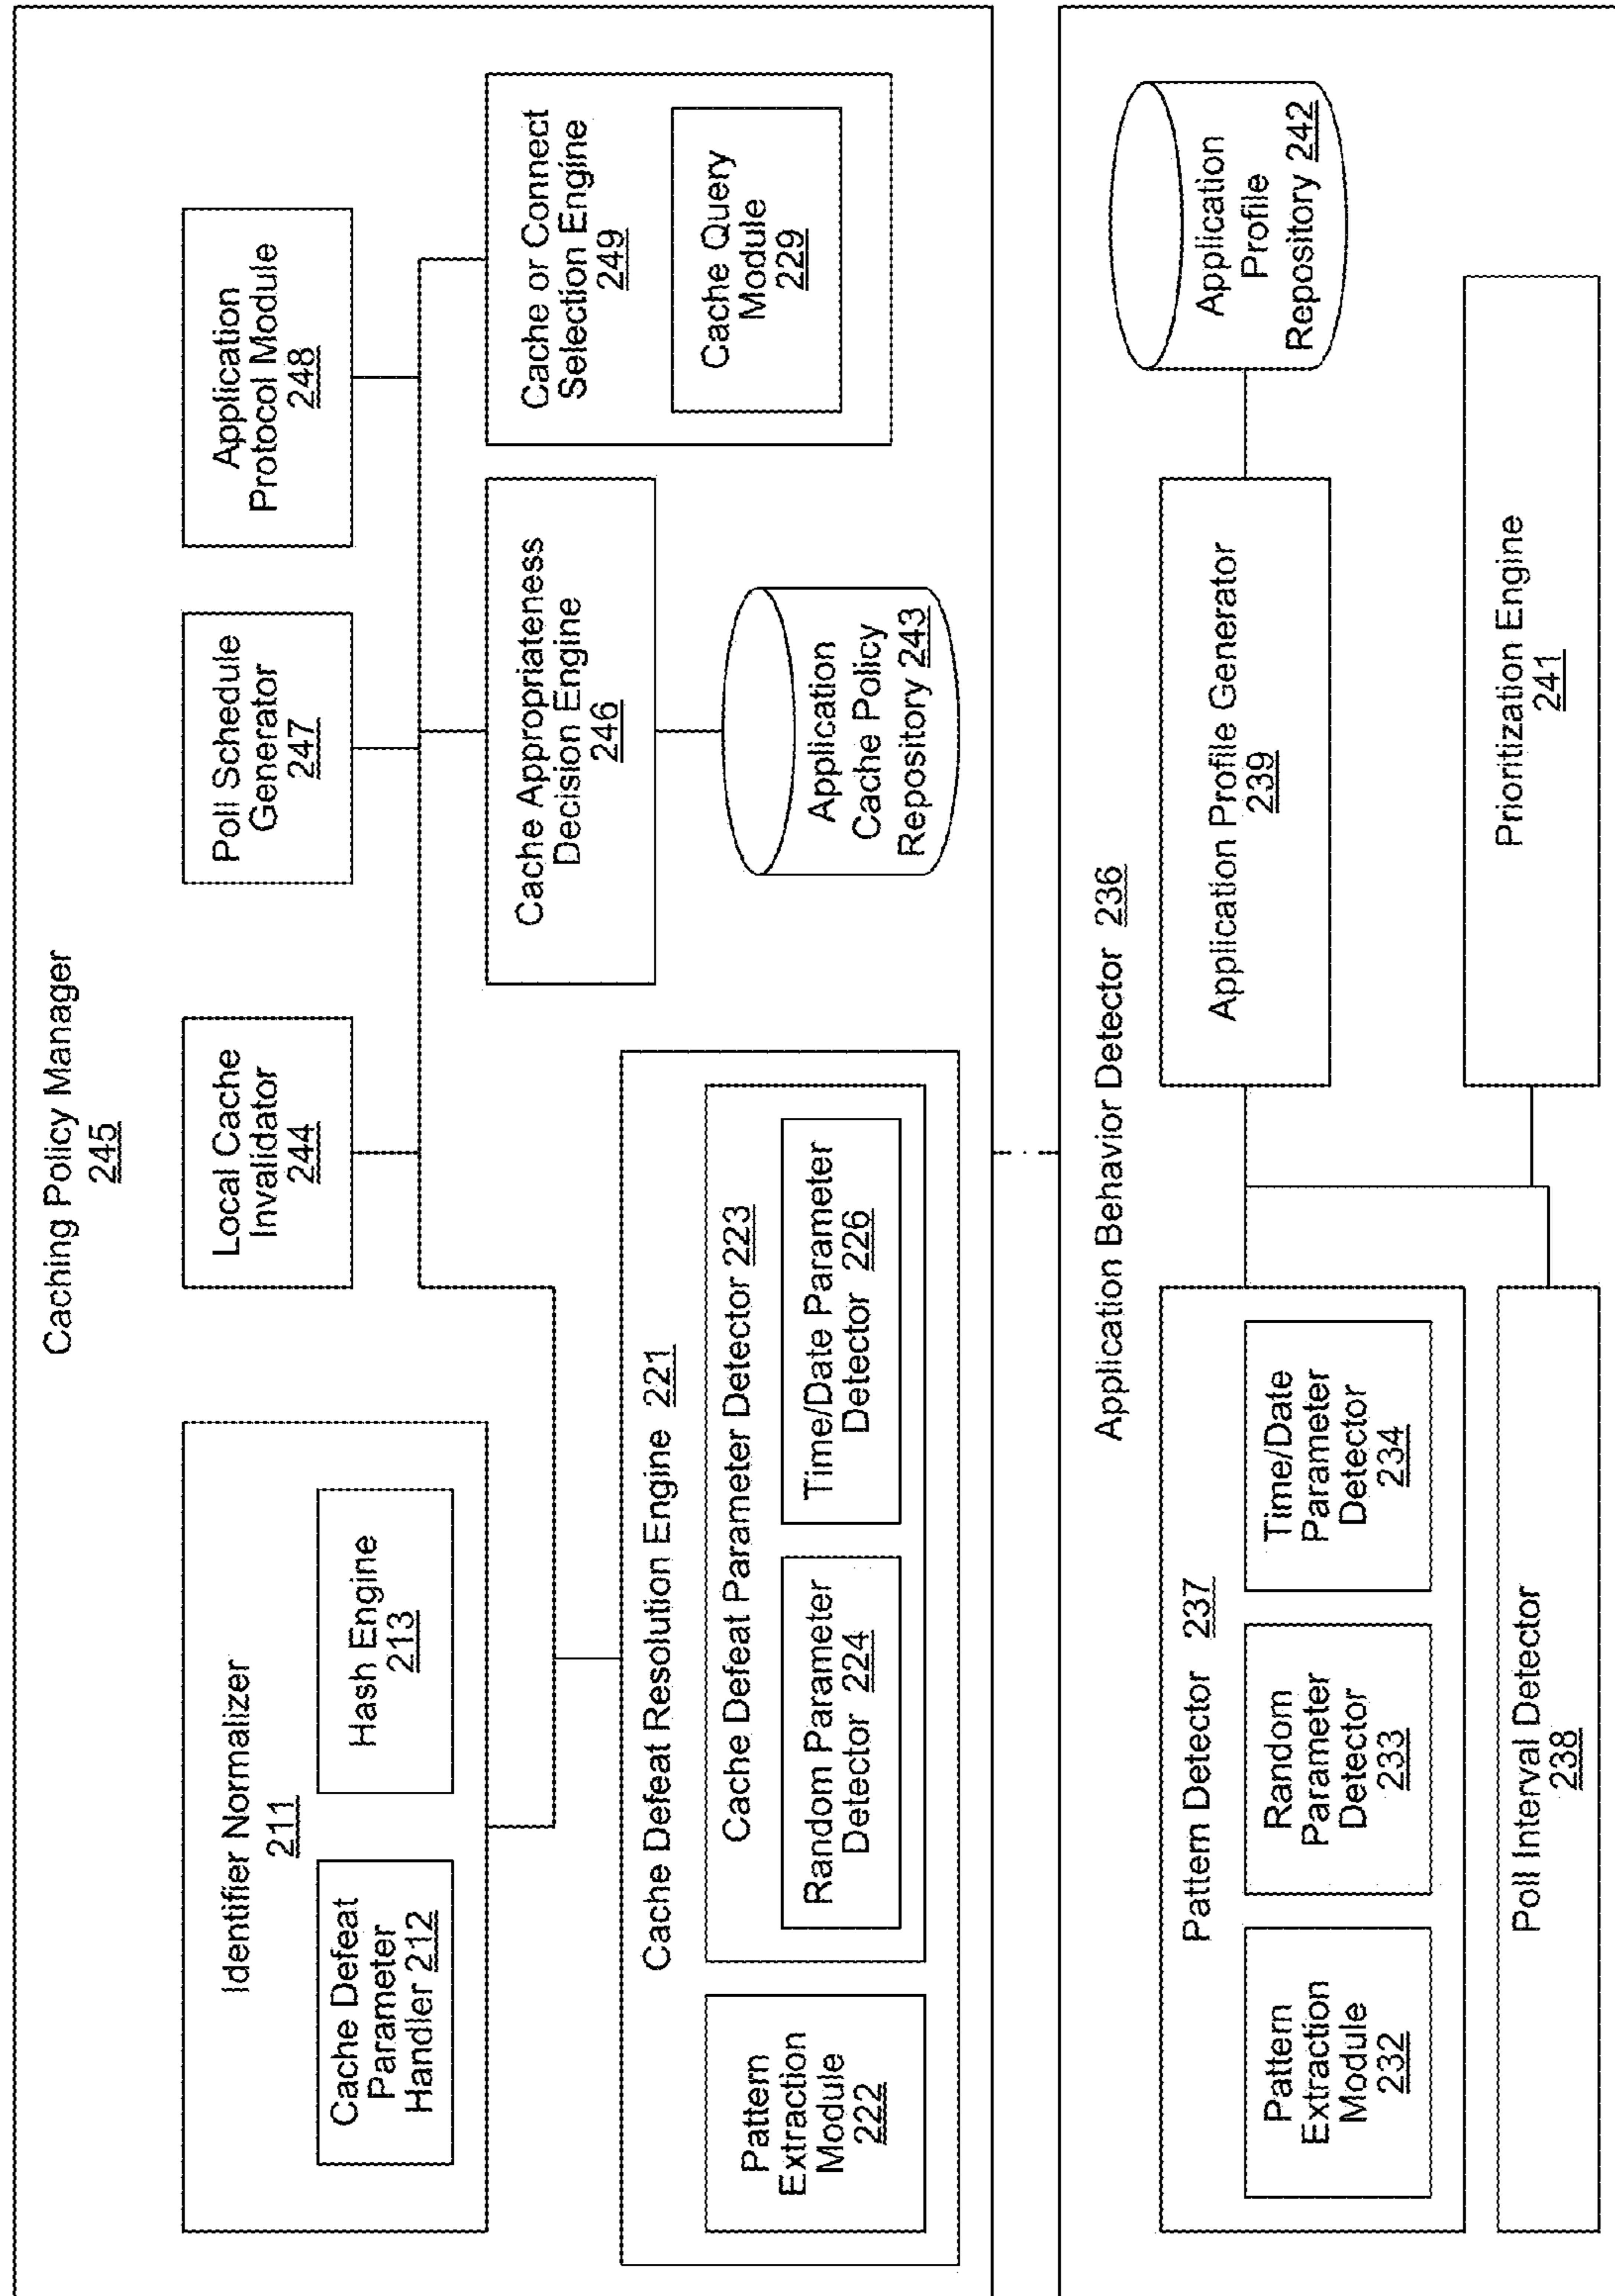 Caching Policy Manager
245
Identifier Normalizer
211
Cache Defeat
Parameter
Handler 212
Hash Engine
213
Local Cache
Invalidator
244
Poll Schedule
Generator
247
Application
Protocol Module
248
Cache Defeat Resolution Engine 221
Pattern
Extraction
Module
222
Cache Defeat Parameter Detector 223
Random Parameter
Detector 224
Time/Date Parameter
Detector 226
Cache Appropriateness
Decision Engine
246
Application
Cache Policy
Repository 243
Cache or Connect
Selection Engine
249
Cache Query
Module
229
Application Behavior Detector 236
Pattern Detector 237
Pattern
Extraction
Module
232
Random
Parameter
Detector
233
Time/Date
Parameter
Detector
234
Poll Interval Detector
238
Application Profile Generator
239
Application
Profile
Repository 242
Prioritization Engine
241